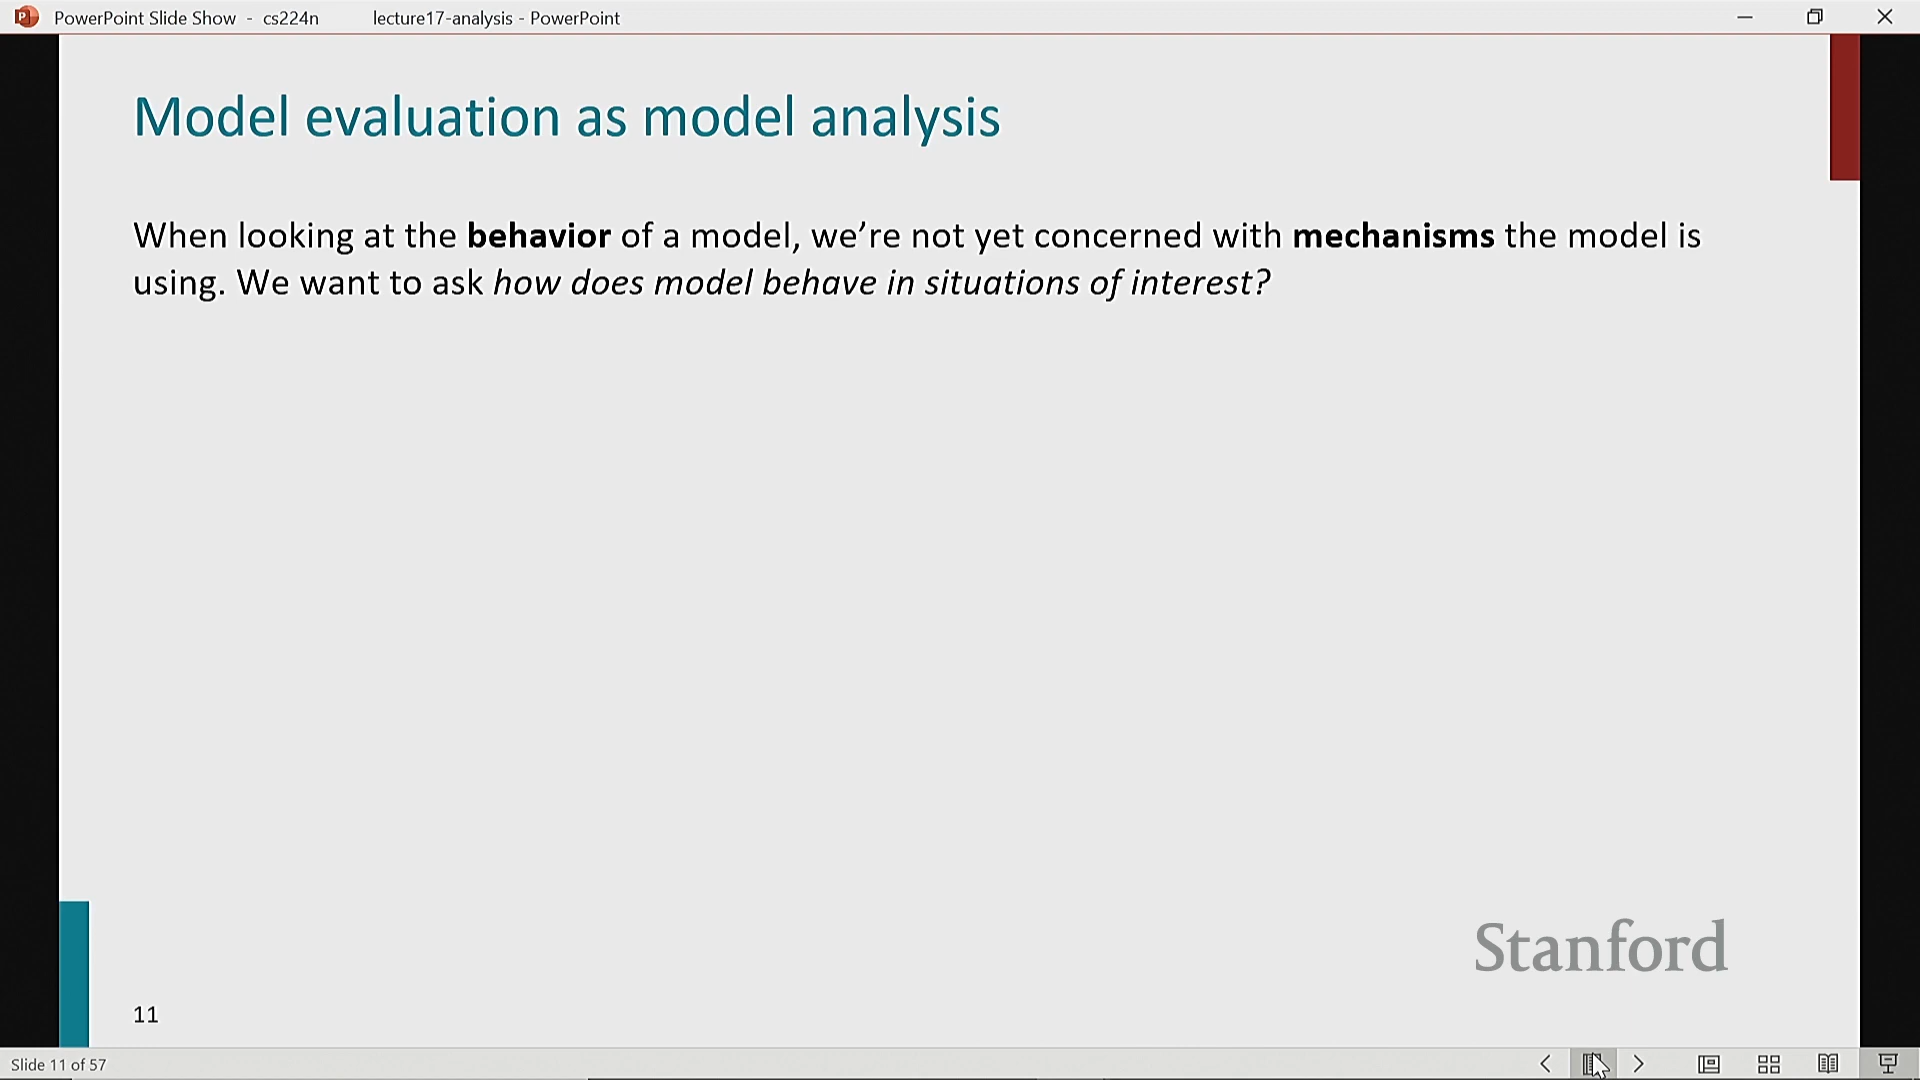 PowerPoint Slide Show - cs224n lecture17-analysis - PowerPoint
Model evaluation as model analysis
When looking at the behavior of a model, we’re not yet concerned with mechanisms the model is
using. We want to ask how does model behave in situations of interest?
Stanford
11
Slide 11 of 57